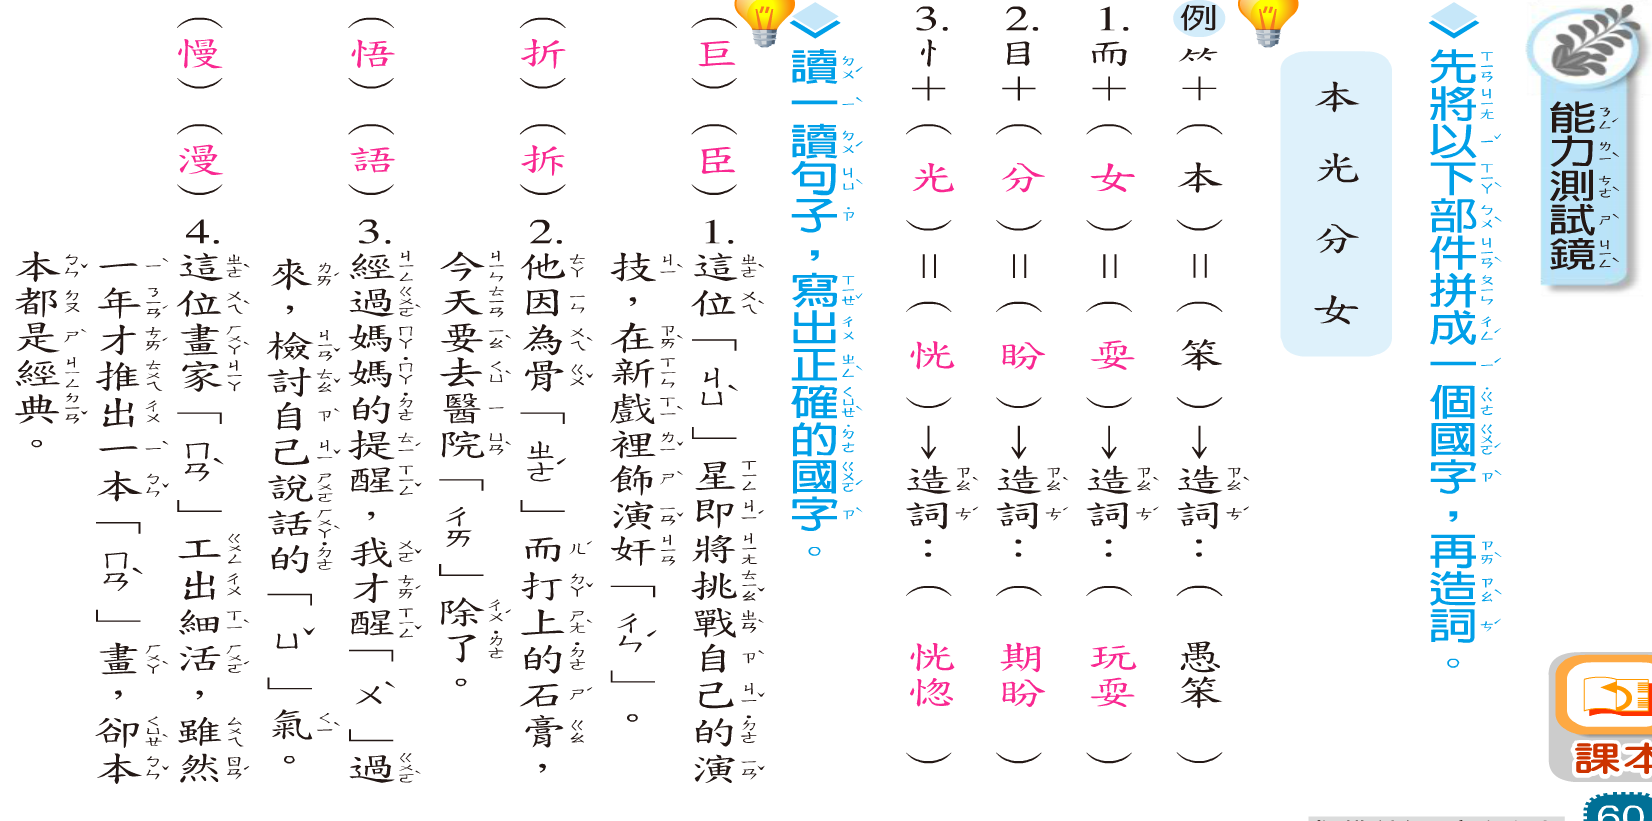 能力測試鏡
先將以下部件拼成一個國字，再造詞。
本 光 分 女
例 ⺮＋（本）＝（笨）→造詞：（愚笨）
1. 而＋（女）＝（耍）→造詞：（玩耍）
2. 目＋（分）＝（盼）→造詞：（期盼）
3. 忄＋（光）＝（恍）→造詞：（恍惚）
讀一讀句子，寫出正確的國字。
（巨）（臣）1. 這位「ㄐㄩˋ」星即將挑戰自己的演
技，在新戲裡飾演奸「ㄔㄣˊ」。
（折）（拆）2. 他因為骨「ㄓㄜˊ」而打上的石膏，
今天要去醫院「ㄔㄞ」除了。
（悟）（語）3. 經過媽媽的提醒，我才醒「ㄨˋ」過
來，檢討自己說話的「ㄩˇ」氣。
（慢）（漫）4. 這位畫家「ㄇㄢˋ」工出細活，雖然
一年才推出一本「ㄇㄢˋ」畫，卻本
本都是經典。
課本
60